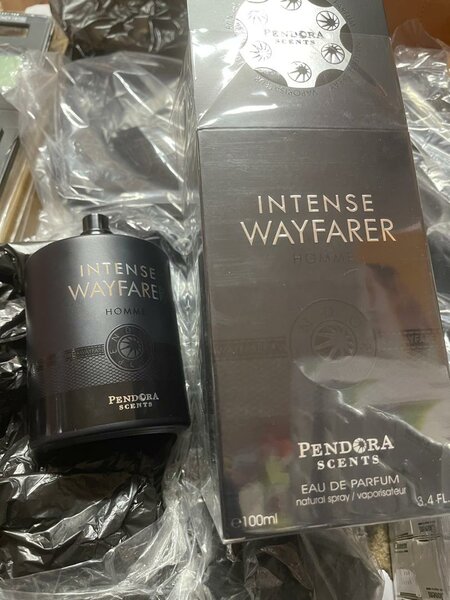 PENDORA
SCENTS
INTENSE
WAYFARER
HOMME
PENDORA
SCENTS
EAU DE PARFUM
natural spray / vaporisateur
e100ml
3.4 FL.
INTENSE
WAYFARE
HOMME
PENDORA
SCENTS